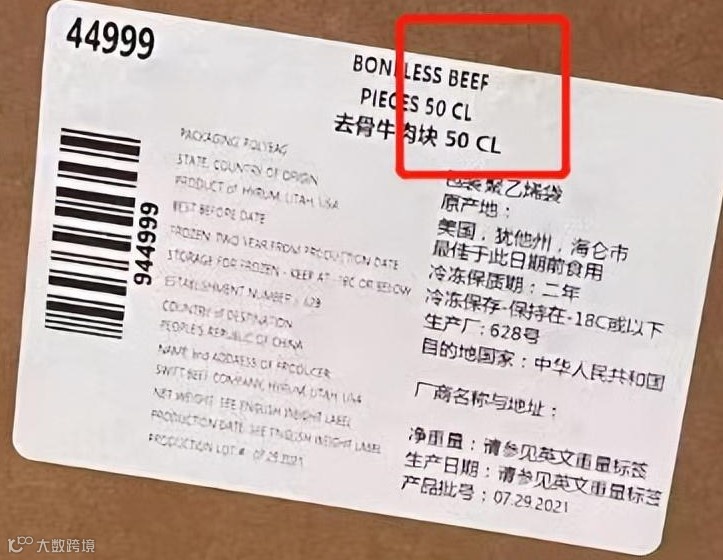 44999
BONELESS BEEF
PIECES 50 CL
去骨牛肉块 50 CL
944999
PACKAGING POLYBAG
STATE, COUNTRY OF ORIGIN
PRODUCT of HYRUM, UTAH, USA
BEST BEFORE DATE
FROZEN: TWO YEAR FROM PRODUCTION DATE
STORAGE FOR FROZEN - KEEP AT -18C OR BELOW
ESTABLISHMENT NUMBER : 628
COUNTRY of DESTINATION
PEOPLE'S REPUBLIC OF CHINA
NAME and ADDRESS OF PRODUCER
SWIFT BEEF COMPANY, HYRUM, UTAH, USA
NET WEIGHT: SEE ENGLISH WEIGHT LABEL
PRODUCTION DATE: SEE ENGLISH WEIGHT LABEL
PRODUCTION LOT # : 07.29.2021
包装聚乙烯袋
原产地：
美国，犹他州，海仑市
最佳于此日期前食用
冷冻保质期：二年
冷冻保存-保持在-18C或以下
生产厂: 628号
目的地国家：中华人民共和国
厂商名称与地址：
净重量：请参见英文重量标签
生产日期：请参见英文重量标签
产品批号：07.29.2021
大数跨境